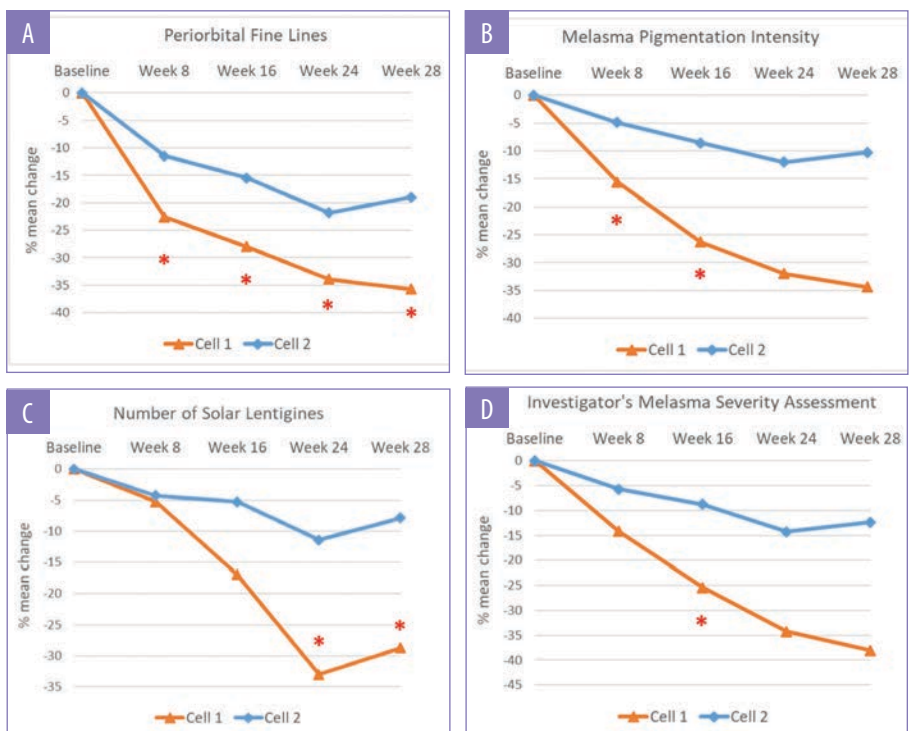 A
Periorbital Fine Lines
Baseline Week 8 Week 16 Week 24 Week 28
0
-5
-10
-15
-20
-25
-30
-35
-40
% mean change
*
*
*
*
Cell 1 Cell 2
B
Melasma Pigmentation Intensity
Baseline Week 8 Week 16 Week 24 Week 28
0
-5
-10
-15
-20
-25
-30
-35
-40
% mean change
*
*
Cell 1 Cell 2
C
Number of Solar Lentigines
Baseline Week 8 Week 16 Week 24 Week 28
0
-5
-10
-15
-20
-25
-30
-35
% mean change
*
*
Cell 1 Cell 2
D
Investigator's Melasma Severity Assessment
Baseline Week 8 Week 16 Week 24 Week 28
0
-5
-10
-15
-20
-25
-30
-35
-40
-45
% mean change
*
Cell 1 Cell 2